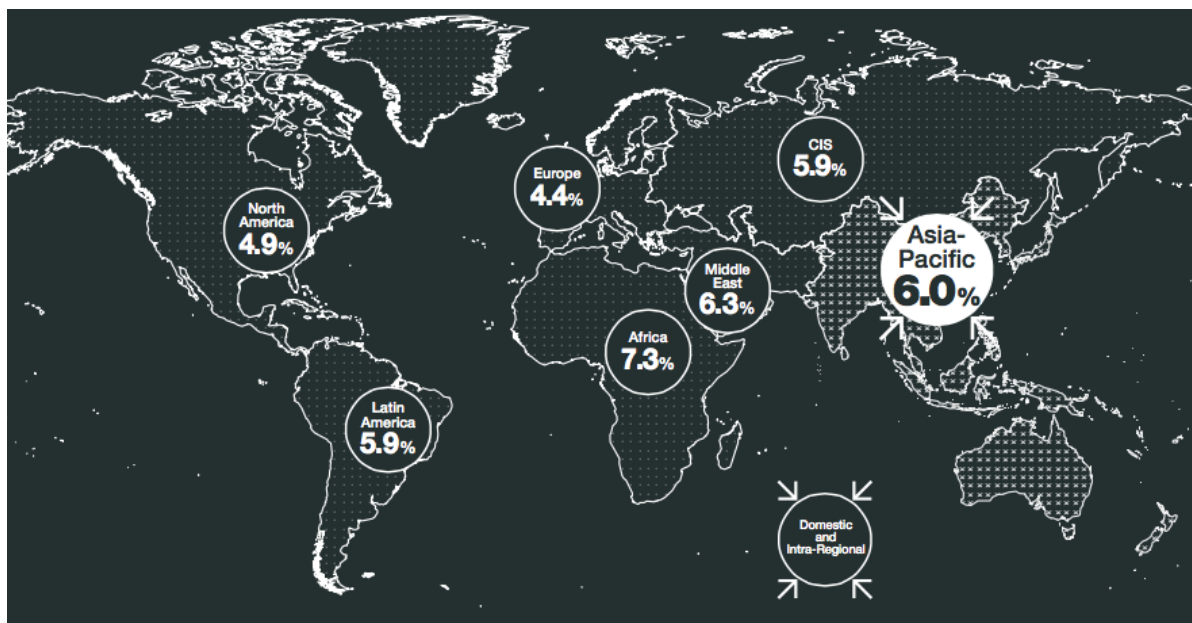 CIS
5.9%
Europe
4.4%
North
America
4.9%
Asia-
Pacific
6.0%
Middle
East
6.3%
Africa
7.3%
Latin
America
5.9%
Domestic
and
Intra-Regional